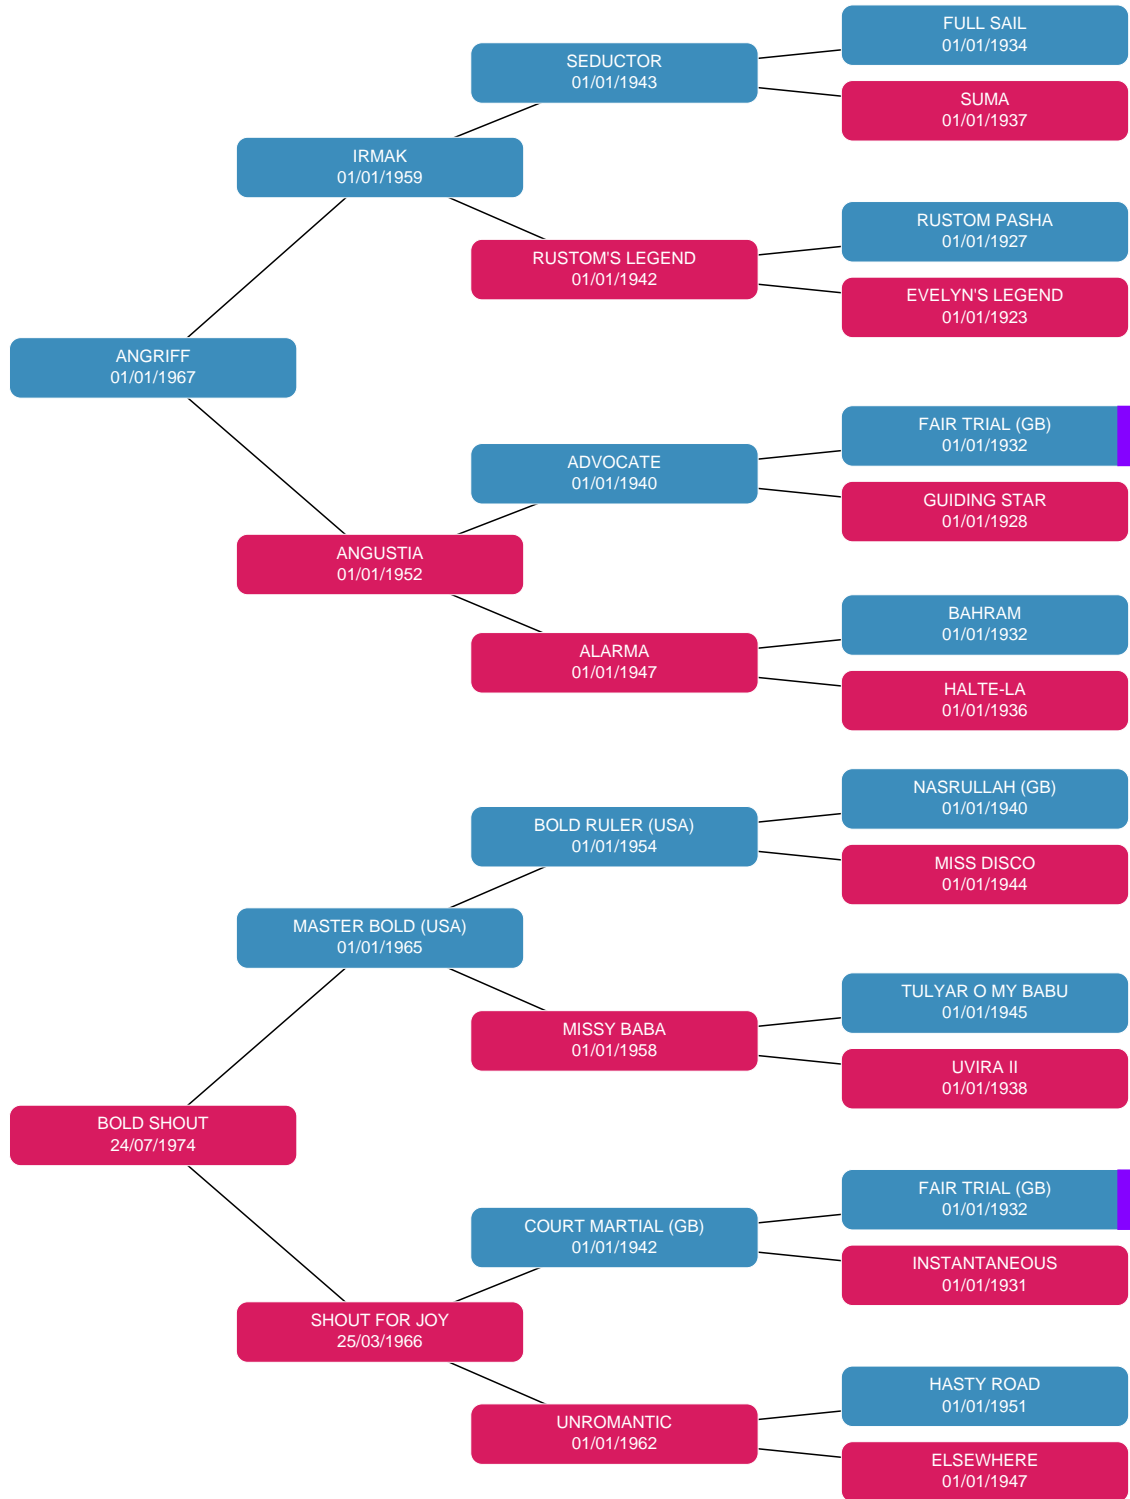 FULL SAIL
01/01/1934
SEDUCTOR
01/01/1943
SUMA
01/01/1937
IRMAK
01/01/1959
RUSTOM PASHA
01/01/1927
RUSTOM'S LEGEND
01/01/1942
EVELYN'S LEGEND
01/01/1923
ANGRIFF
01/01/1967
FAIR TRIAL (GB)
01/01/1932
ADVOCATE
01/01/1940
GUIDING STAR
01/01/1928
ANGUSTIA
01/01/1952
BAHRAM
01/01/1932
ALARMA
01/01/1947
HALTE-LA
01/01/1936
NASRULLAH (GB)
01/01/1940
BOLD RULER (USA)
01/01/1954
MISS DISCO
01/01/1944
MASTER BOLD (USA)
01/01/1965
TULYAR O MY BABU
01/01/1945
MISSY BABA
01/01/1958
UVIRA II
01/01/1938
BOLD SHOUT
24/07/1974
FAIR TRIAL (GB)
01/01/1932
COURT MARTIAL (GB)
01/01/1942
INSTANTANEOUS
01/01/1931
SHOUT FOR JOY
25/03/1966
HASTY ROAD
01/01/1951
UNROMANTIC
01/01/1962
ELSEWHERE
01/01/1947